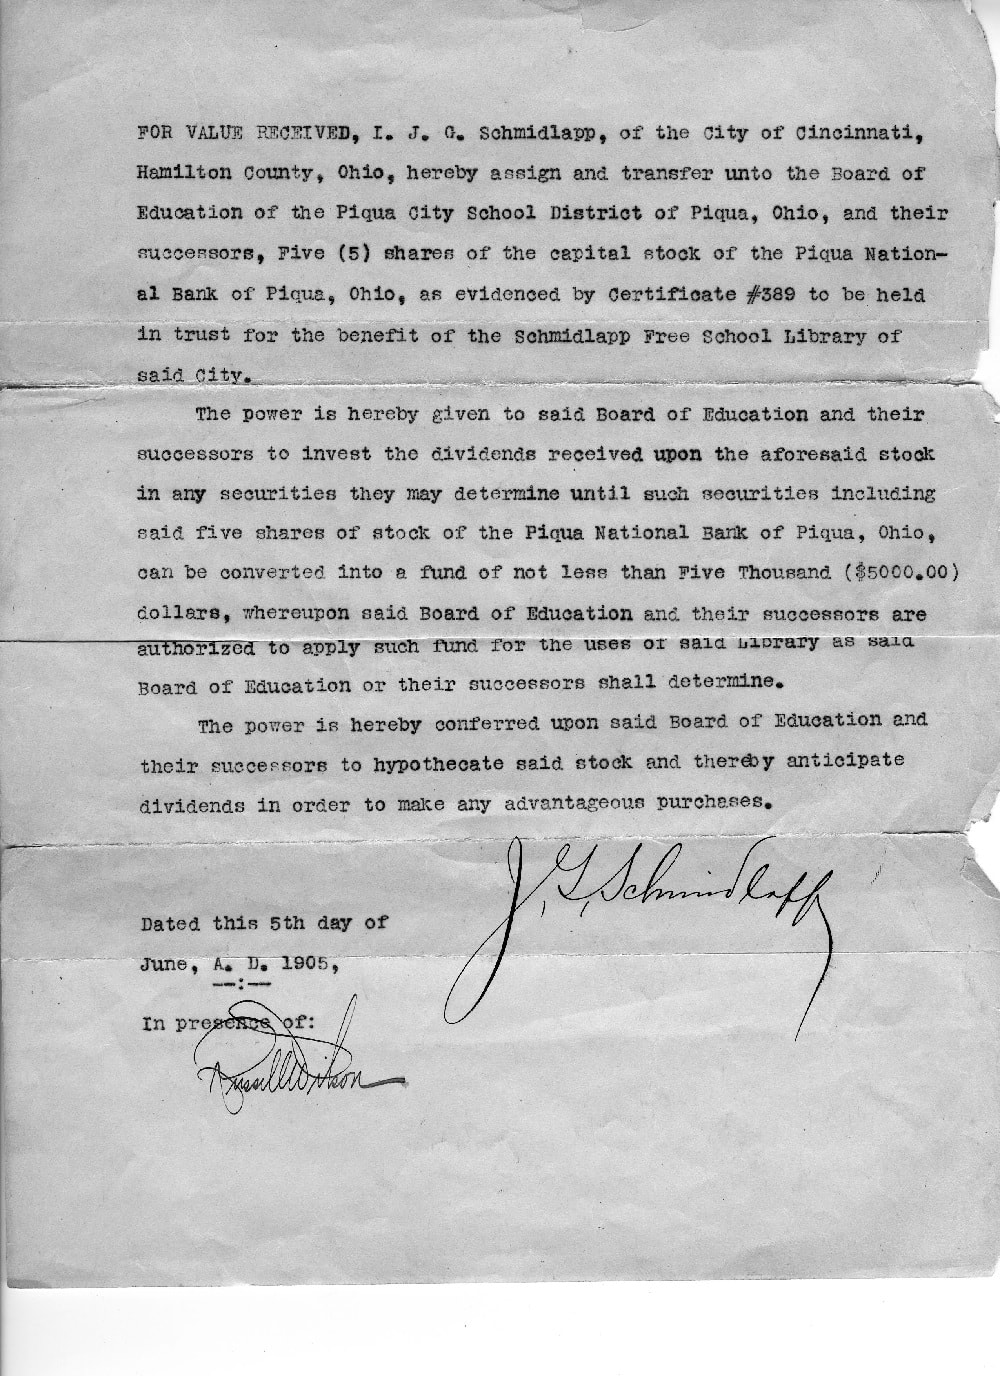 FOR VALUE RECEIVED, I. J. G. Schmidlapp, of the City of Cincinnati,
Hamilton County, Ohio, hereby assign and transfer unto the Board of
Education of the Piqua City School District of Piqua, Ohio, and their
successors, Five (5) shares of the capital stock of the Piqua Nation-
al Bank of Piqua, Ohio, as evidenced by Certificate #389 to be held
in trust for the benefit of the Schmidlapp Free School Library of
said City.
The power is hereby given to said Board of Education and their
successors to invest the dividends received upon the aforesaid stock
in any securities they may determine until such securities including
said five shares of stock of the Piqua National Bank of Piqua, Ohio,
can be converted into a fund of not less than Five Thousand ($5000.00)
dollars, whereupon said Board of Education and their successors are
authorized to apply such fund for the uses of said Library as said
Board of Education or their successors shall determine.
The power is hereby conferred upon said Board of Education and
their successors to hypothecate said stock and thereby anticipate
dividends in order to make any advantageous purchases.
J. G. Schmidlapp
Dated this 5th day of
June, A. D. 1905,
--:--
In presence of:
Russell Wilson